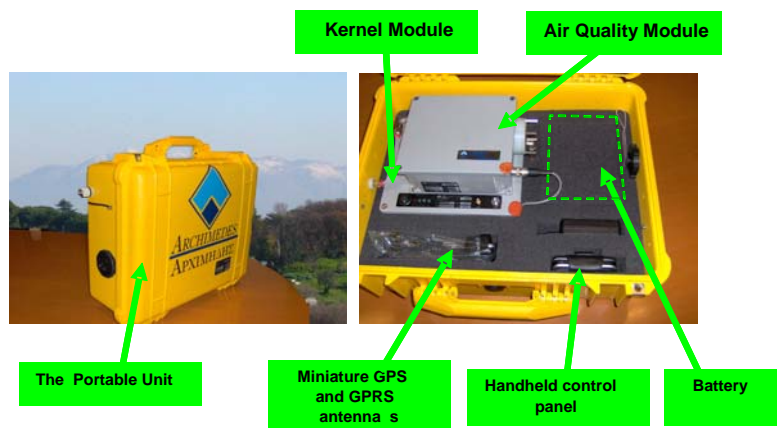 Kernel Module
Air Quality Module
ARCHIMEDES
ΑΡΧΙΜΗΔΗΣ
The Portable Unit
Miniature GPS
and GPRS
antenna s
Handheld control
panel
Battery